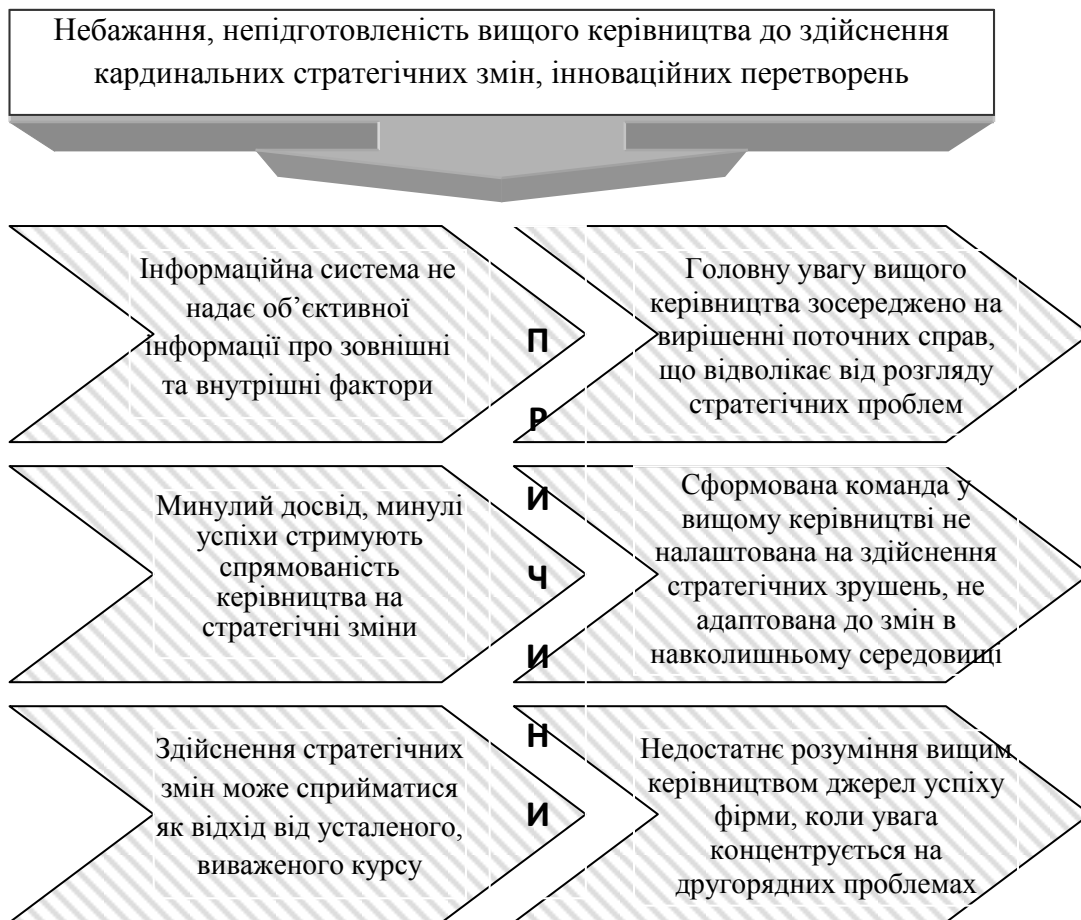 Небажання, непідготовленість вищого керівництва до здійснення
кардинальних стратегічних змін, інноваційних перетворень
Інформаційна система не
надає об’єктивної
інформації про зовнішні
та внутрішні фактори
Головну увагу вищого
керівництва зосереджено на
вирішенні поточних справ,
що відволікає від розгляду
стратегічних проблем
Минулий досвід, минулі
успіхи стримують
спрямованість
керівництва на
стратегічні зміни
Сформована команда у
вищому керівництві не
налаштована на здійснення
стратегічних зрушень, не
адаптована до змін в
навколишньому середовищі
Здійснення стратегічних
змін може сприйматися
як відхід від усталеного,
виваженого курсу
Недостатнє розуміння вищим
керівництвом джерел успіху
фірми, коли увага
концентрується на
другорядних проблемах
П
Р
И
Ч
И
Н
И